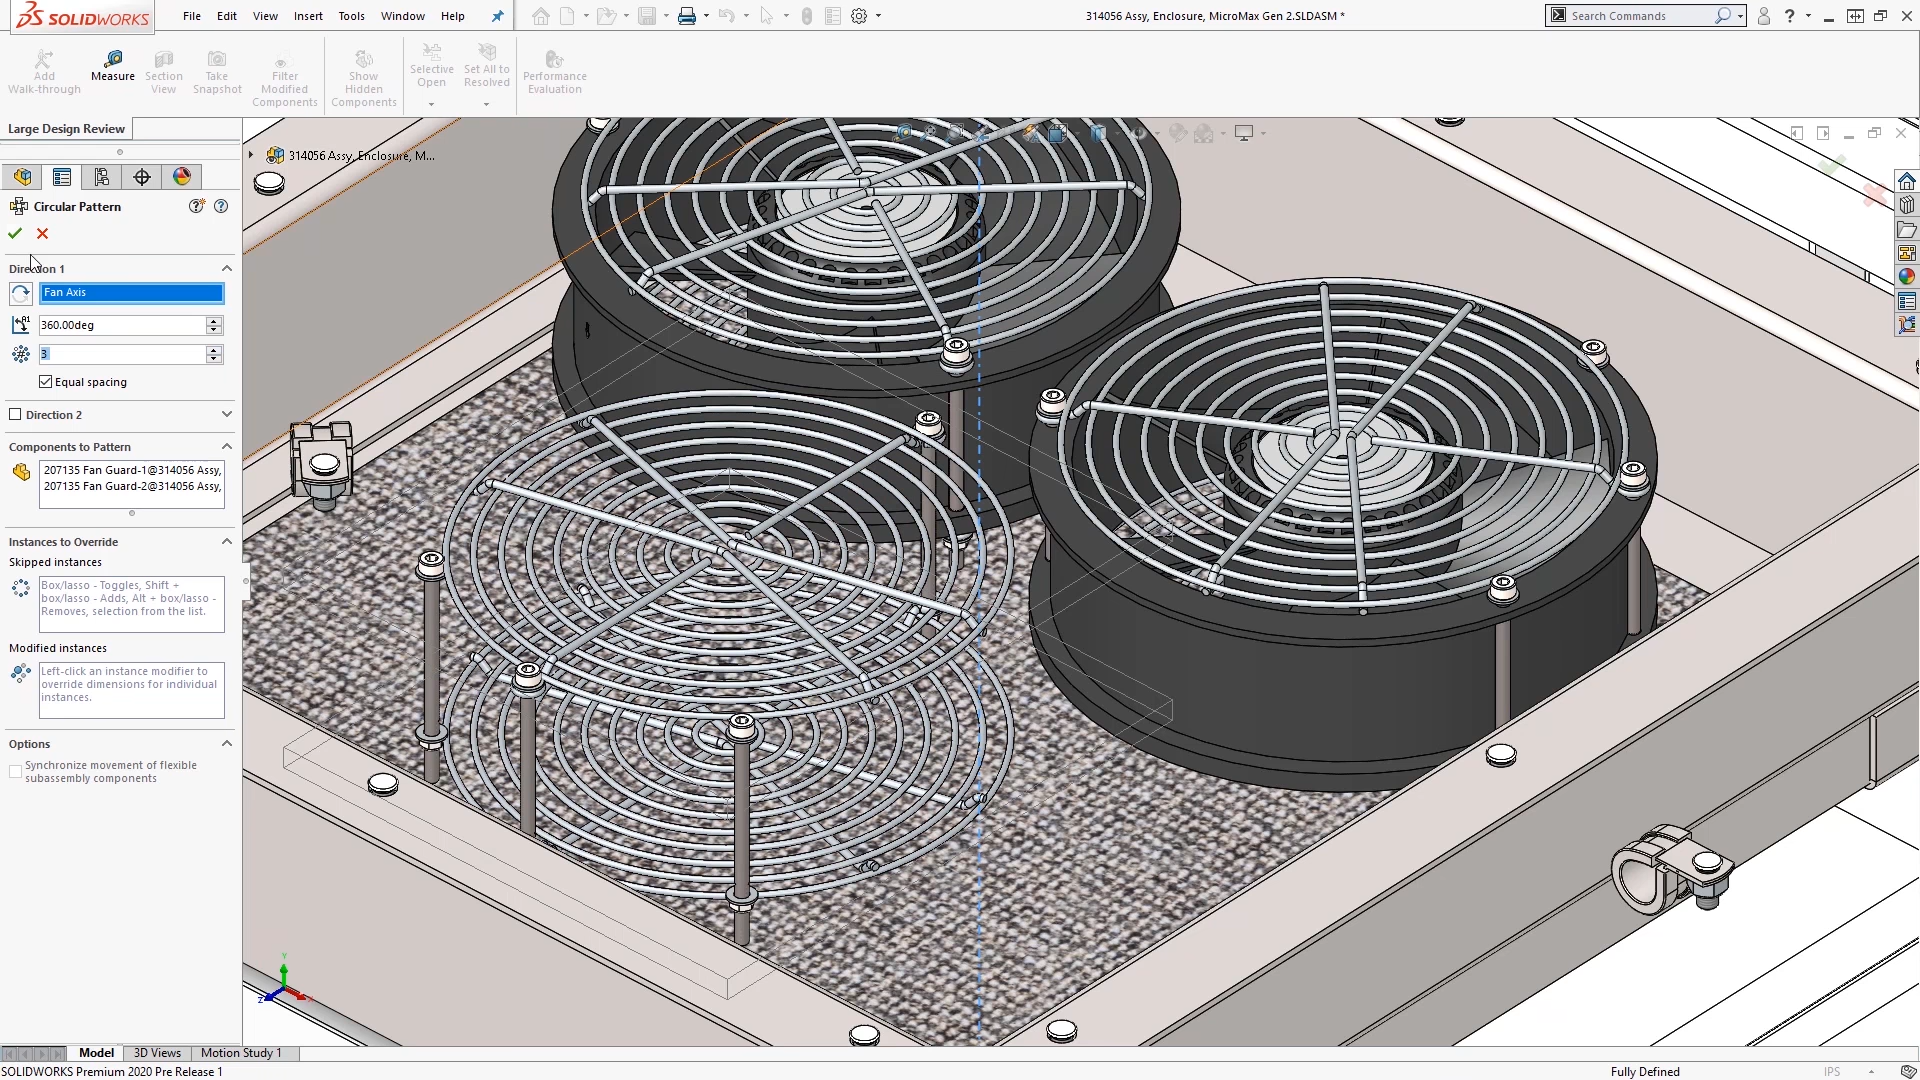 SOLIDWORKS
File Edit View Insert Tools Window Help
314056 Assy, Enclosure, MicroMax Gen 2.SLDASM *
Search Commands
?
Add Walk-through
Measure
Section View
Take Snapshot
Filter Modified Components
Show Hidden Components
Selective Open
Set All to Resolved
Performance Evaluation
Large Design Review
314056 Assy, Enclosure, M...
Circular Pattern
Direction 1
Fan Axis
360.00deg
3
Equal spacing
Direction 2
Components to Pattern
207135 Fan Guard-1@314056 Assy,
207135 Fan Guard-2@314056 Assy,
Instances to Override
Skipped instances
Box/lasso - Toggles, Shift +
box/lasso - Adds, Alt + box/lasso -
Removes, selection from the list.
Modified instances
Left-click an instance modifier to
override dimensions for individual
instances.
Options
Synchronize movement of flexible
subassembly components
Y
Z
X
Model 3D Views Motion Study 1
SOLIDWORKS Premium 2020 Pre Release 1
Fully Defined
IPS